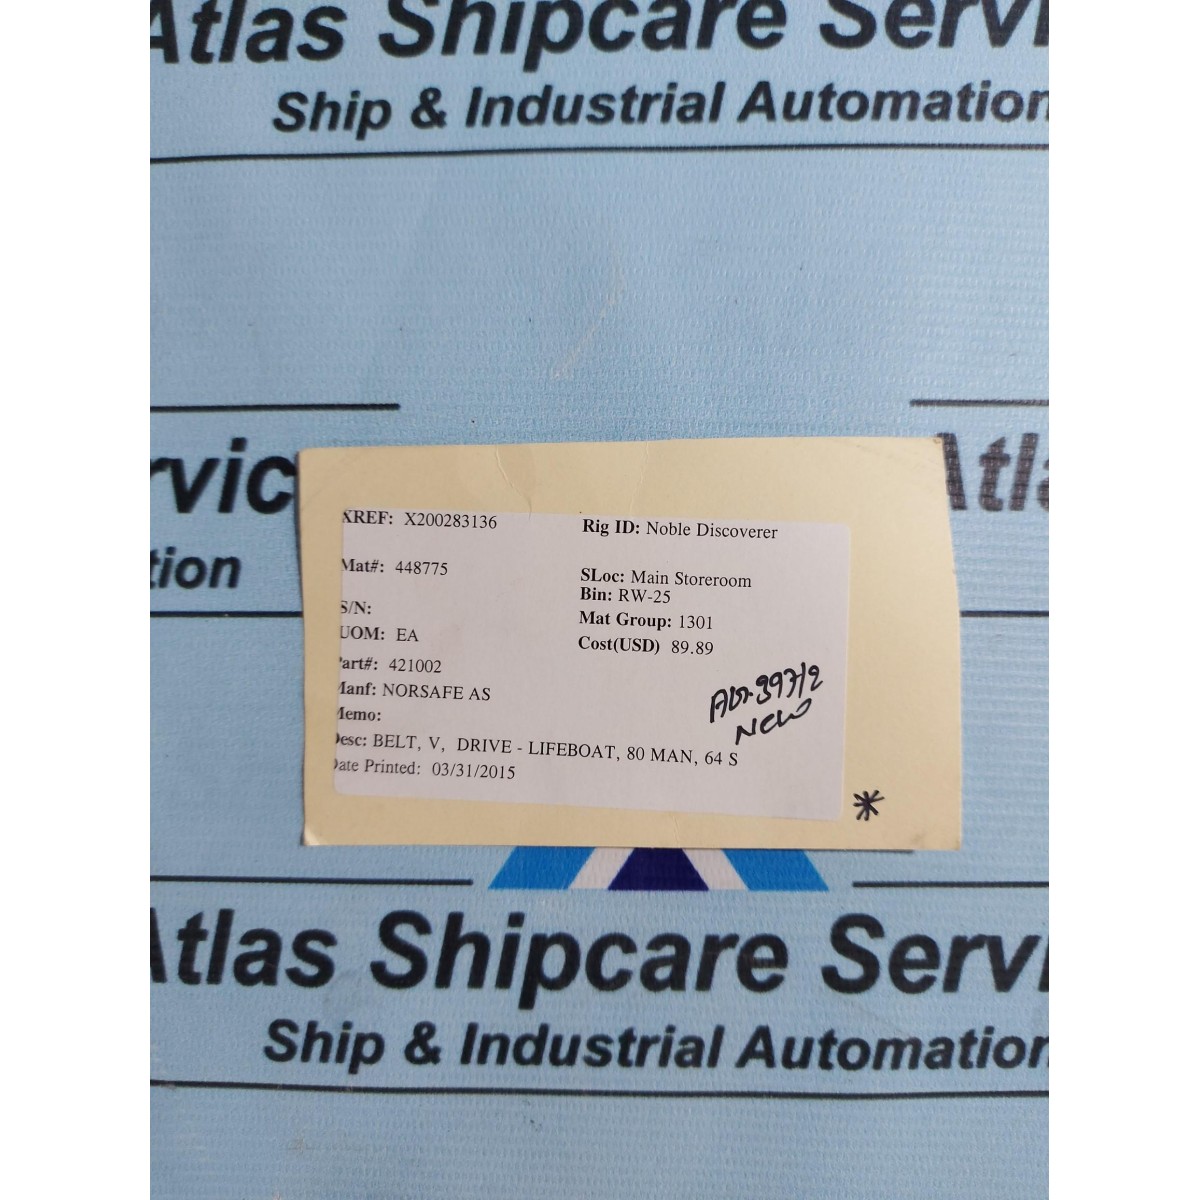 Atlas Shipcare Servi
Ship & Industrial Automation
rvic
Atla
tion
XREF: X200283136
Rig ID: Noble Discoverer
Mat#: 448775
SLoc: Main Storeroom
Bin: RW-25
S/N:
Mat Group: 1301
UOM: EA
Cost(USD) 89.89
Part#: 421002
Manf: NORSAFE AS
Memo:
NEW
Desc: BELT, V, DRIVE - LIFEBOAT, 80 MAN, 64 S
Date Printed: 03/31/2015
*
Atlas Shipcare Servi
Ship & Industrial Automation